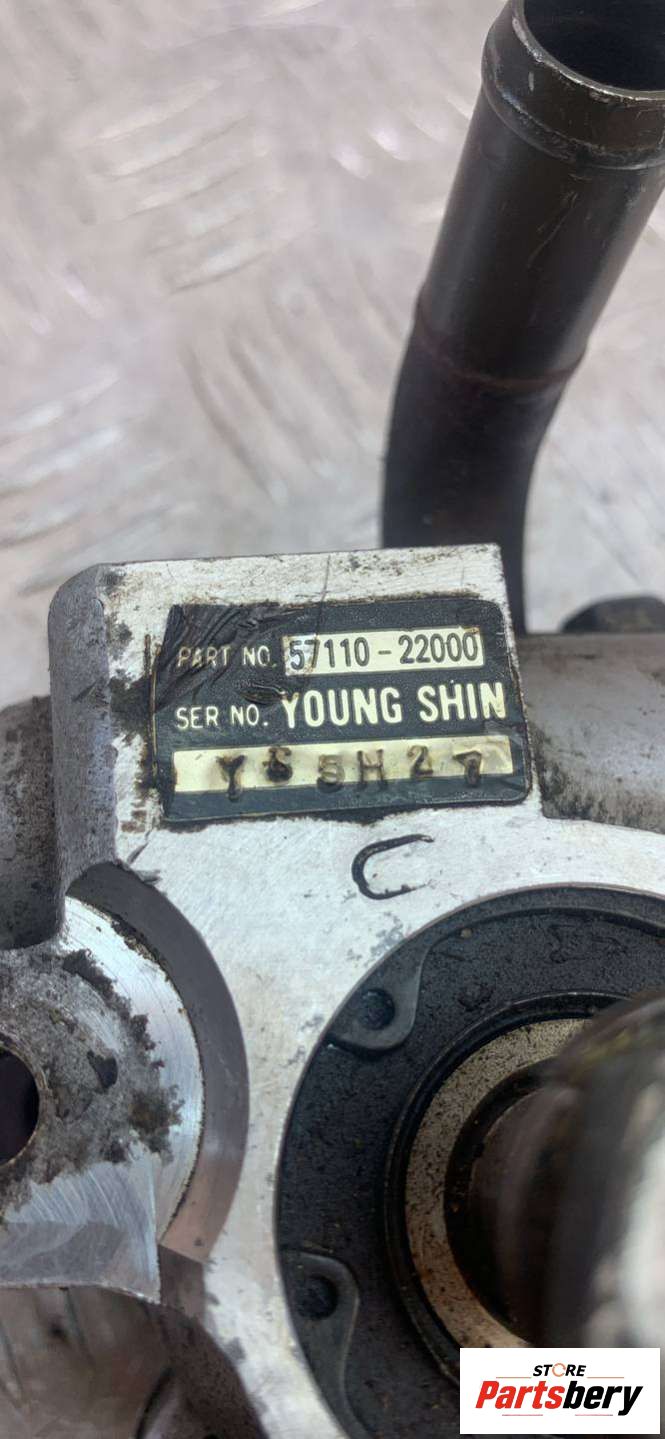 PART NO. 57110-22000
SER NO. YOUNG SHIN
C
STORE
Partsbery